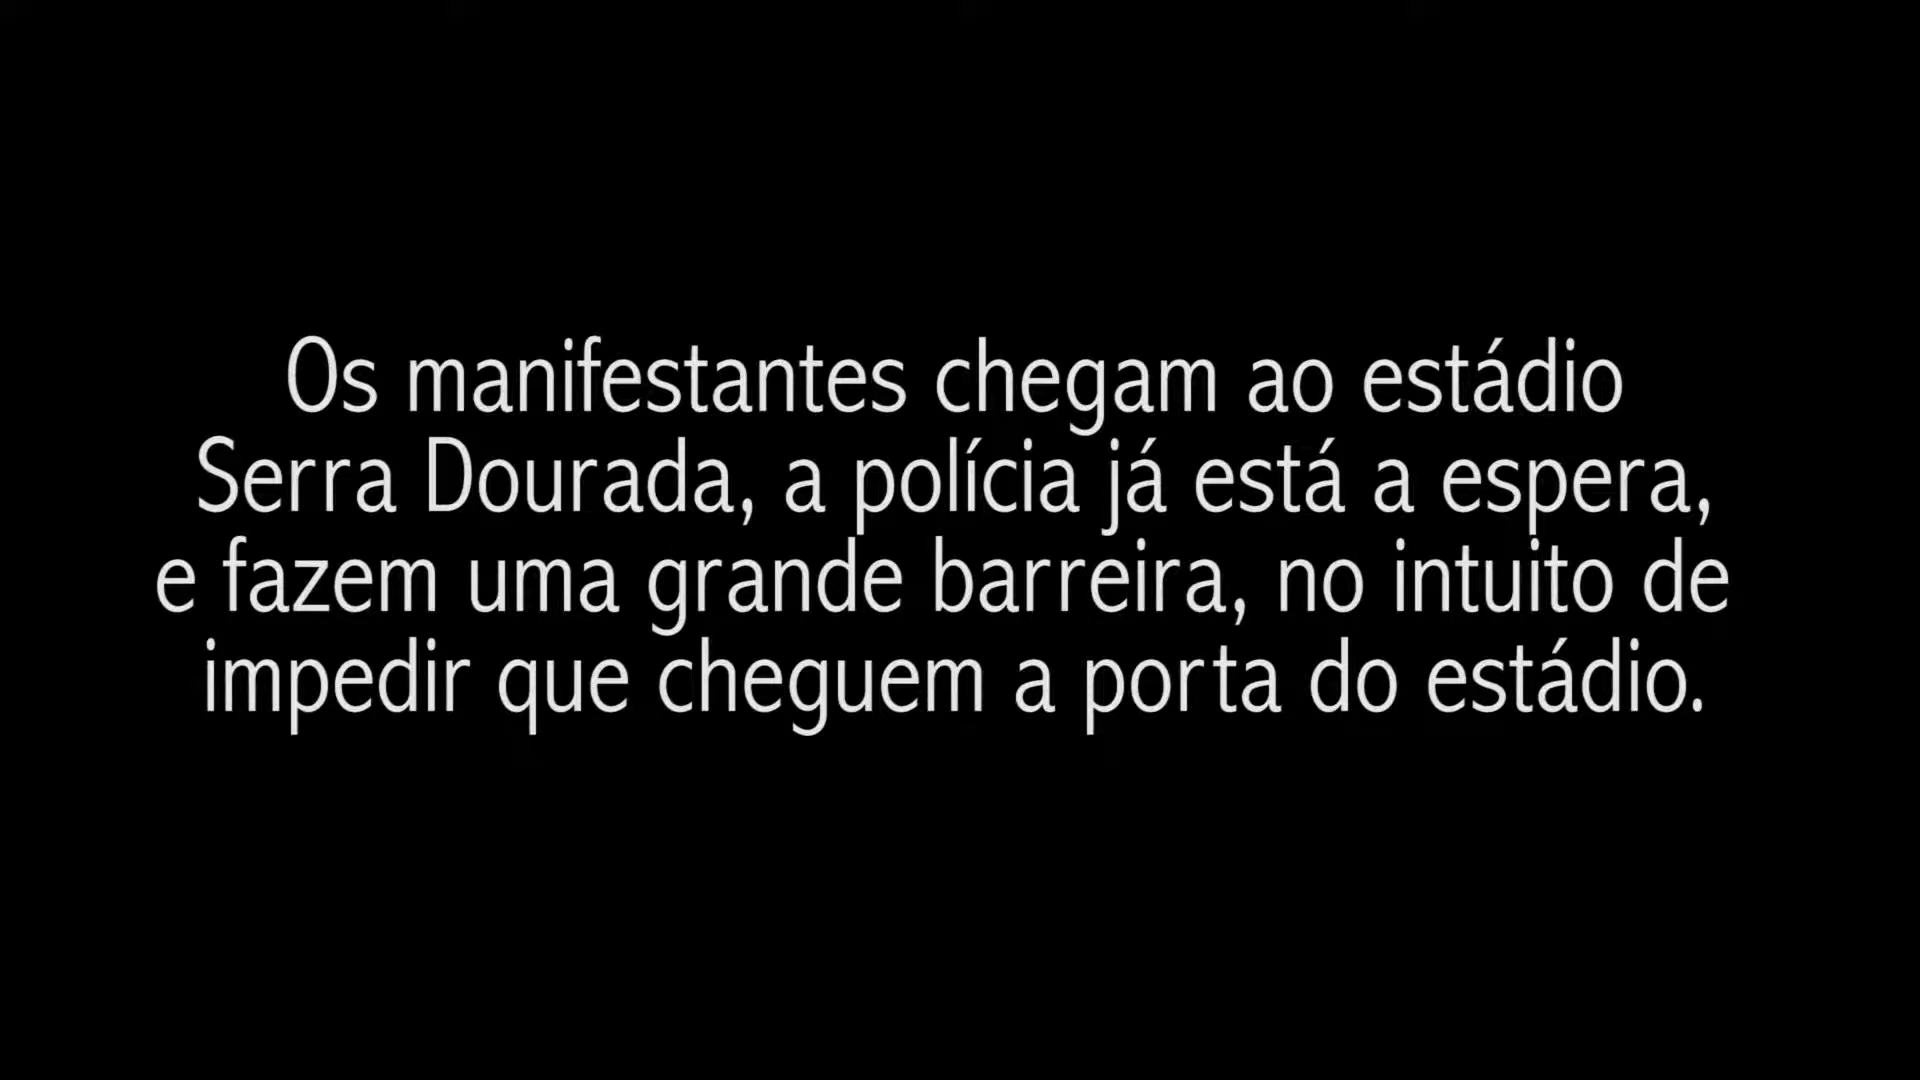 Os manifestantes chegam ao estádio
Serra Dourada, a polícia já está a espera,
e fazem uma grande barreira, no intuito de
impedir que cheguem a porta do estádio.